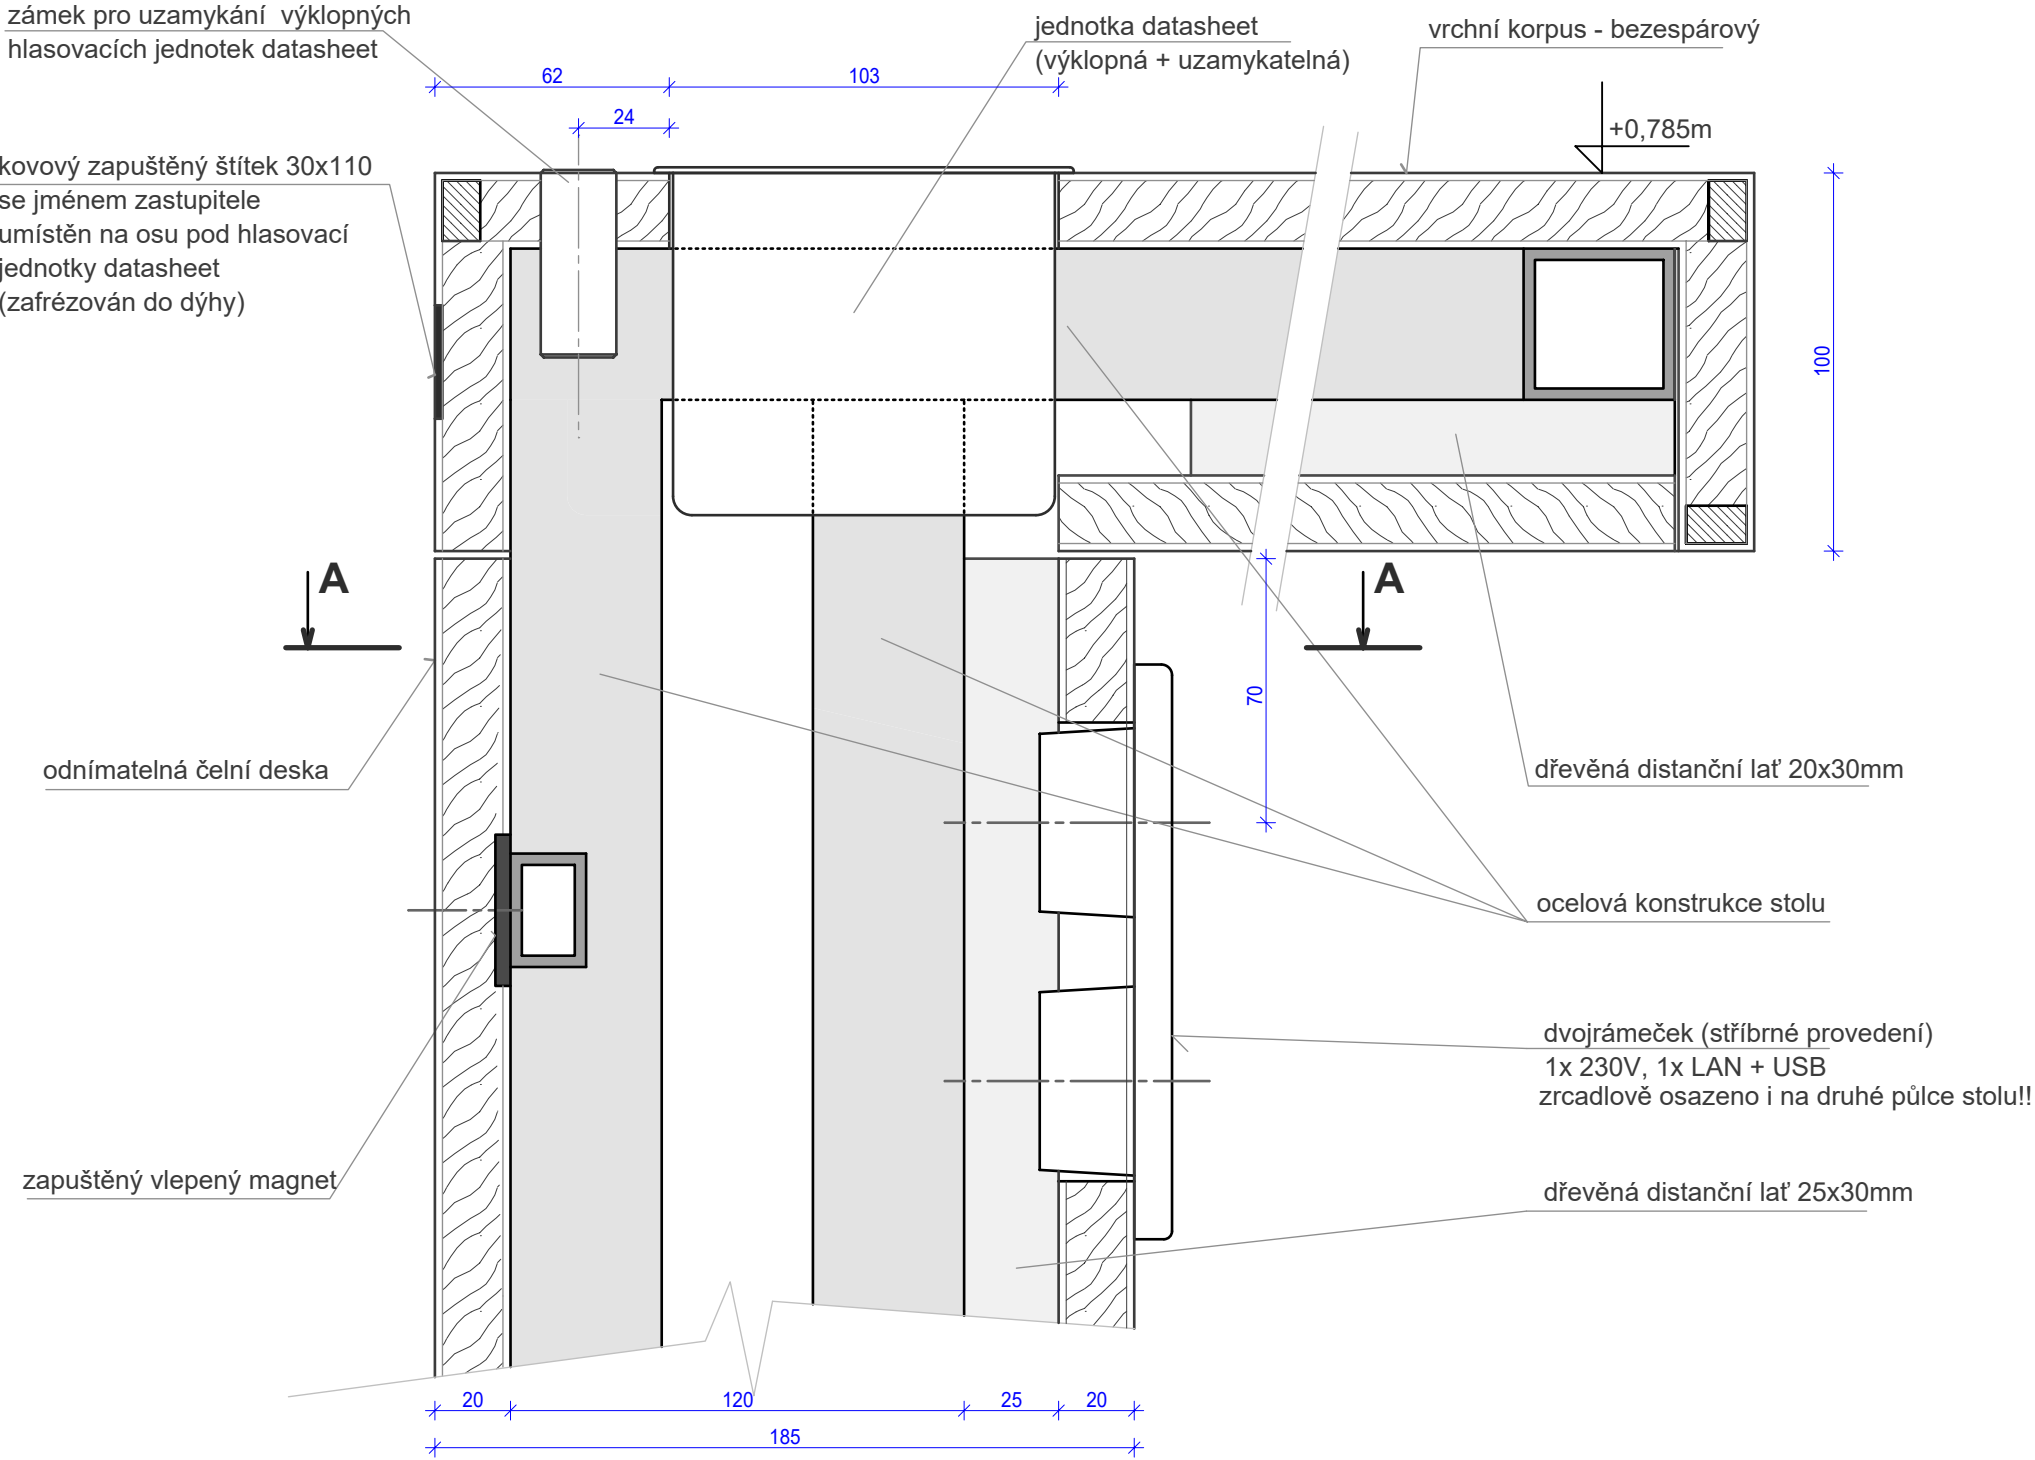 zámek pro uzamykání  výklopných
hlasovacích jednotek datasheet
jednotka datasheet
(výklopná + uzamykatelná)
vrchní korpus - bezespárový
62
103
24
+0,785m
kovový zapuštěný štítek 30x110
se jménem zastupitele
umístěn na osu pod hlasovací
jednotky datasheet
(zafrézován do dýhy)
100
A
A
70
odnímatelná čelní deska
dřevěná distanční lať 20x30mm
ocelová konstrukce stolu
dvojrámeček (stříbrné provedení)
1x 230V, 1x LAN + USB
zrcadlově osazeno i na druhé půlce stolu!!
zapuštěný vlepený magnet
dřevěná distanční lať 25x30mm
20
120
25
20
185